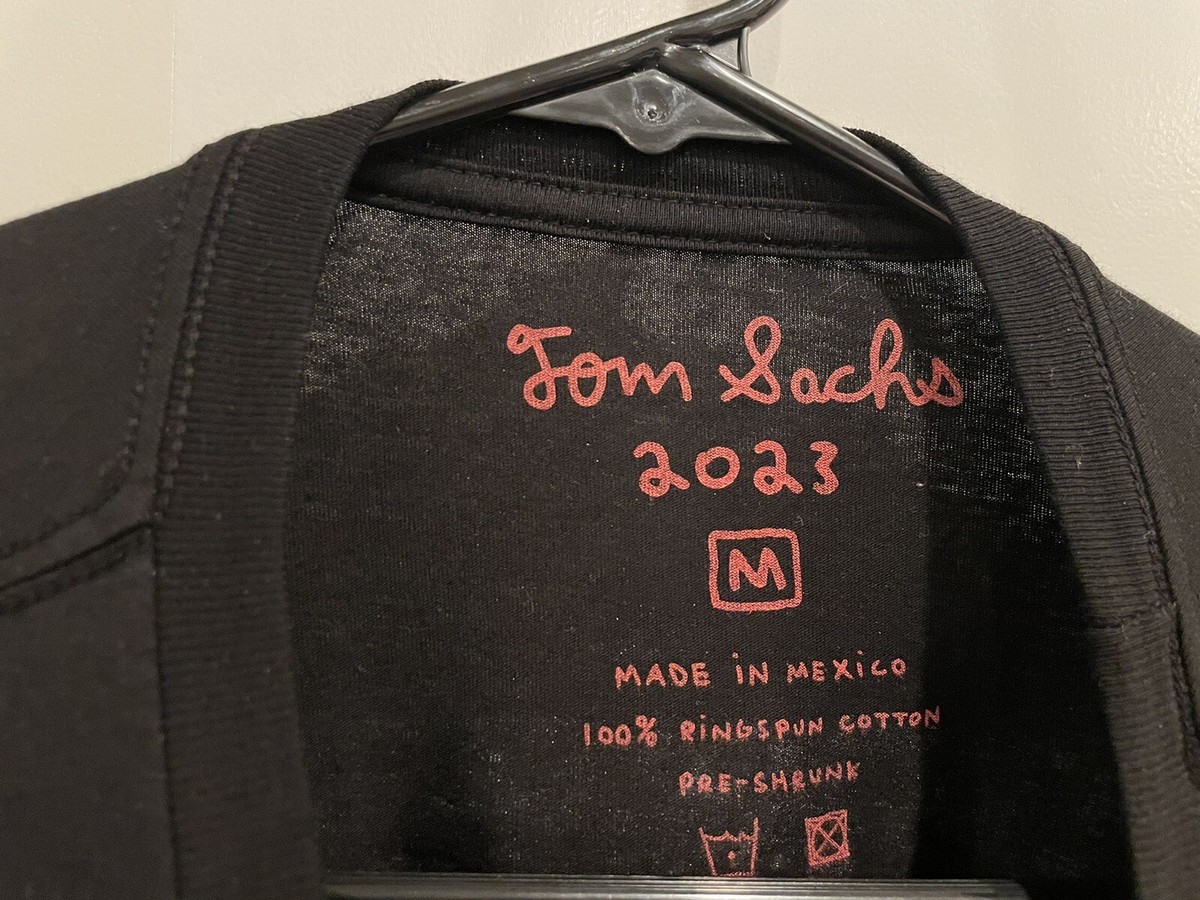 Tom Sachs
2023
M
MADE iN MEXiCO
100% RiNGSPUN COTTON
PRE-SHRUNK